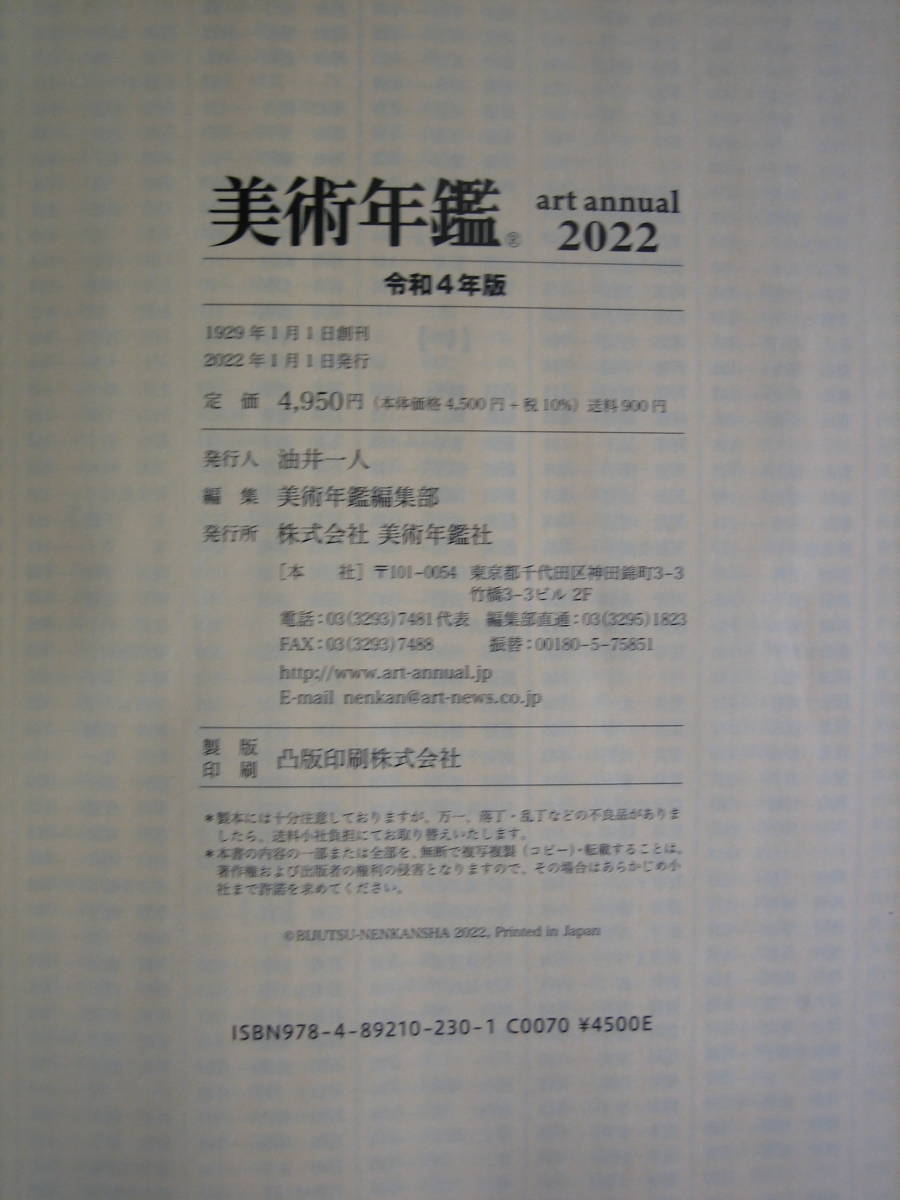 美術年鑑® art annual 2022
令和4年版
1929年1月1日創刊
2022年1月1日発行
定 価 4,950円(本体価格4,500円+税10%)送料900円
発行人 油井一人
編 集 美術年鑑編集部
発行所 株式会社 美術年鑑社
[本 社]〒101-0054 東京都千代田区神田錦町3-3
竹橋3-3ビル 2F
電話:03(3293)7481代表 編集部直通:03(3295)1823
FAX:03(3293)7488 振替:00180-5-75851
http://www.art-annual.jp
E-mail nenkan@art-news.co.jp
製 版
印 刷 凸版印刷株式会社
*製本には十分注意しておりますが、万一、落丁・乱丁などの不良品がありま
したら、送料小社負担にてお取り替えいたします。
*本書の内容の一部または全部を、無断で複写複製(コピー)・転載することは、
著作権および出版者の権利の侵害となりますので、その場合はあらかじめ小
社まで許諾を求めてください。
©BIJUTSU-NENKANSHA 2022, Printed in Japan
ISBN978-4-89210-230-1 C0070 ¥4500E